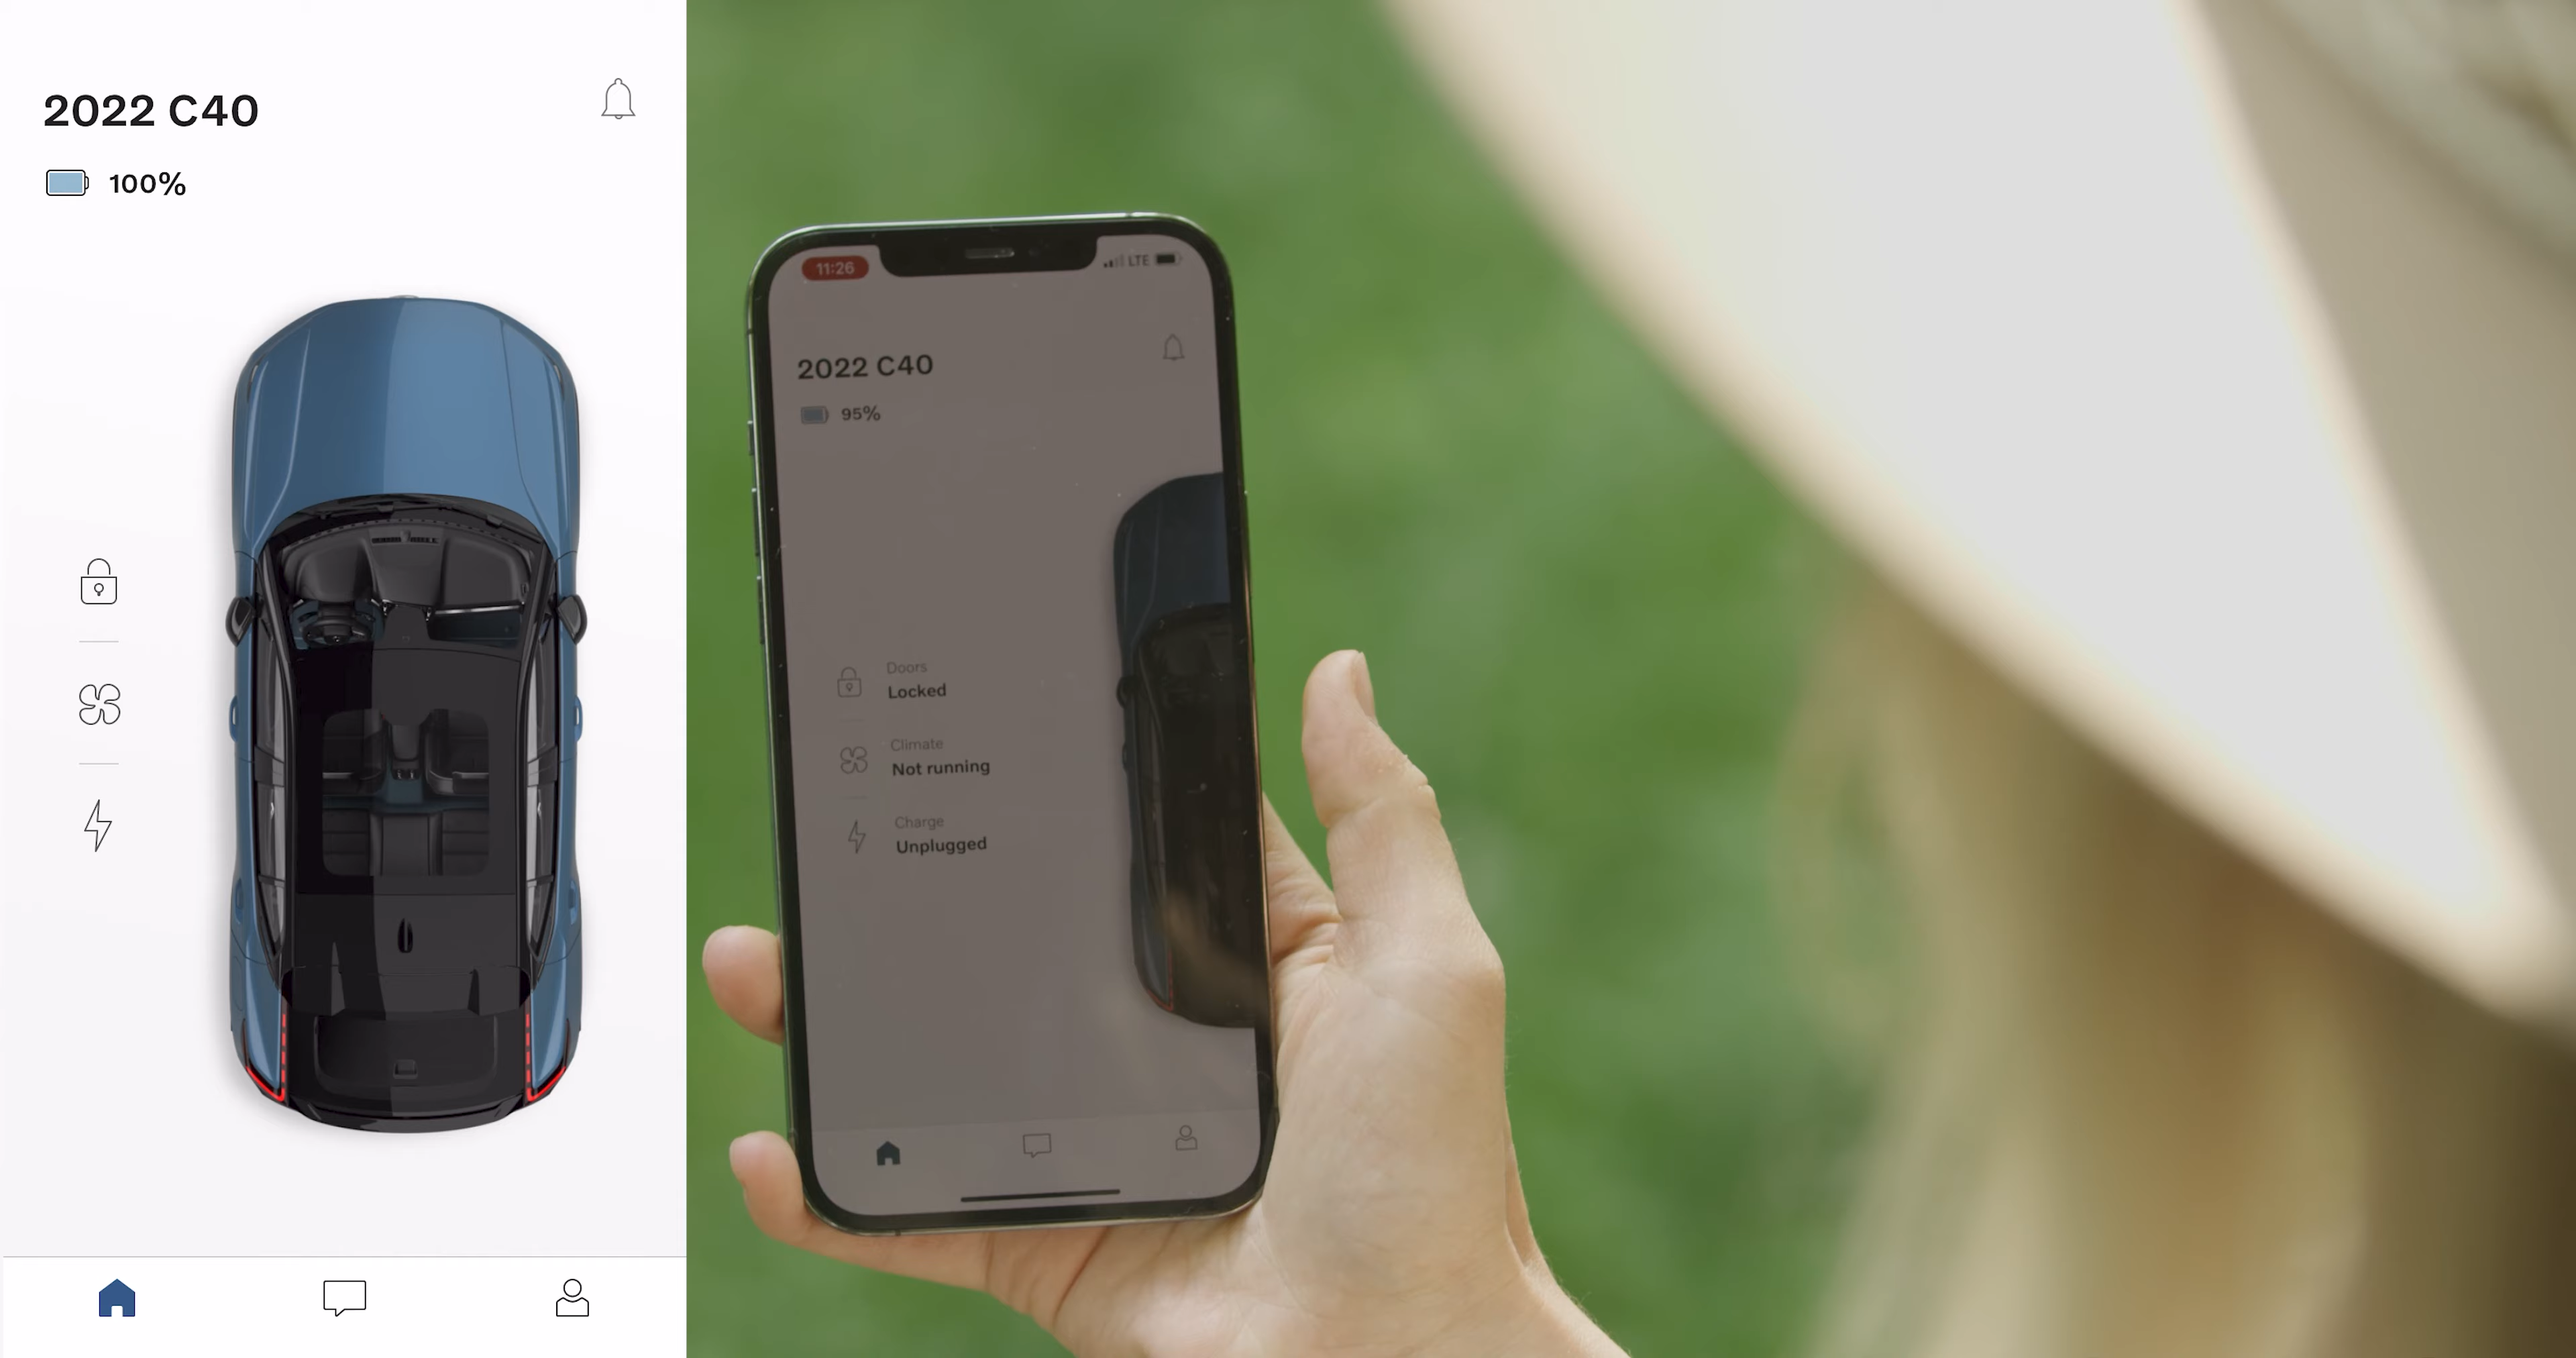 2022 C40
100%
11:26
LTE
2022 C40
95%
Doors
Locked
Climate
Not running
Charge
Unplugged